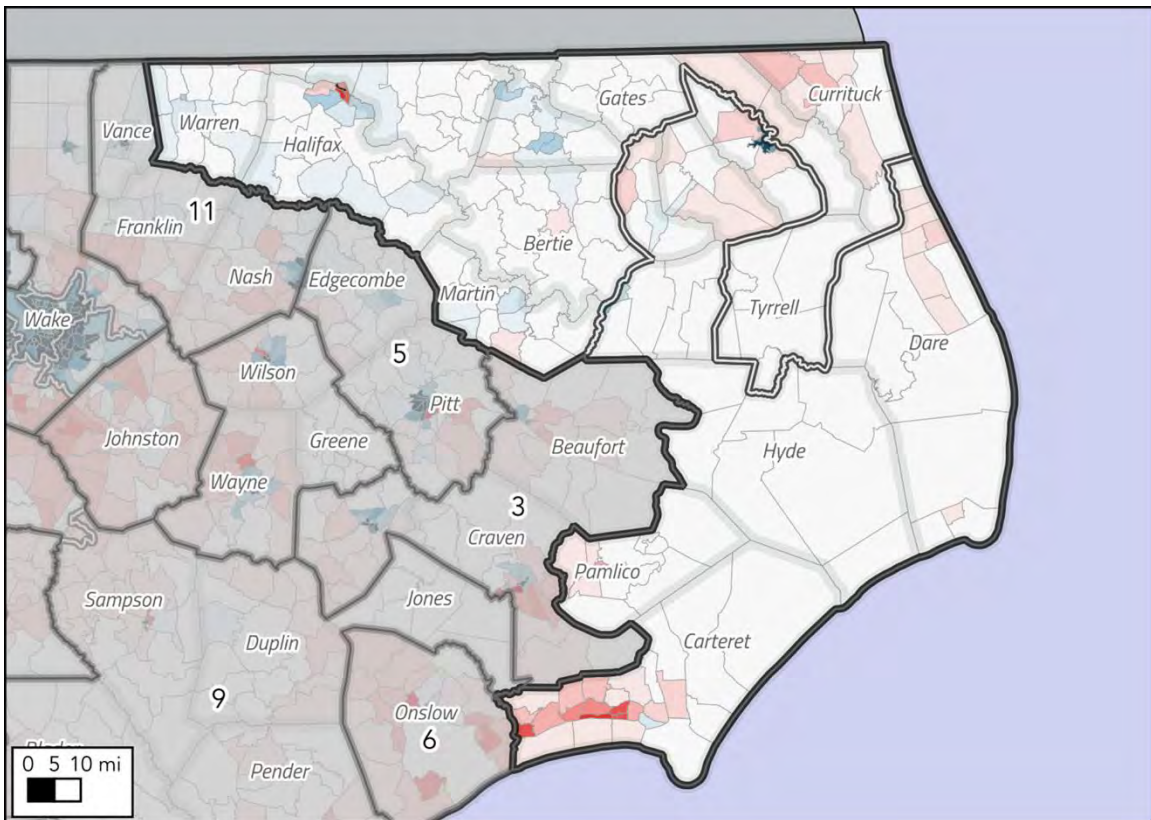 Gates
Currituck
Vance
Warren
Halifax
11
Franklin
Bertie
Nash
Edgecombe
Martin
Tyrrell
Wake
Dare
5
Wilson
Pitt
Johnston
Greene
Beaufort
Hyde
Wayne
3
Craven
Pamlico
Sampson
Jones
Duplin
Carteret
9
Onslow
6
0 5 10 mi
Pender